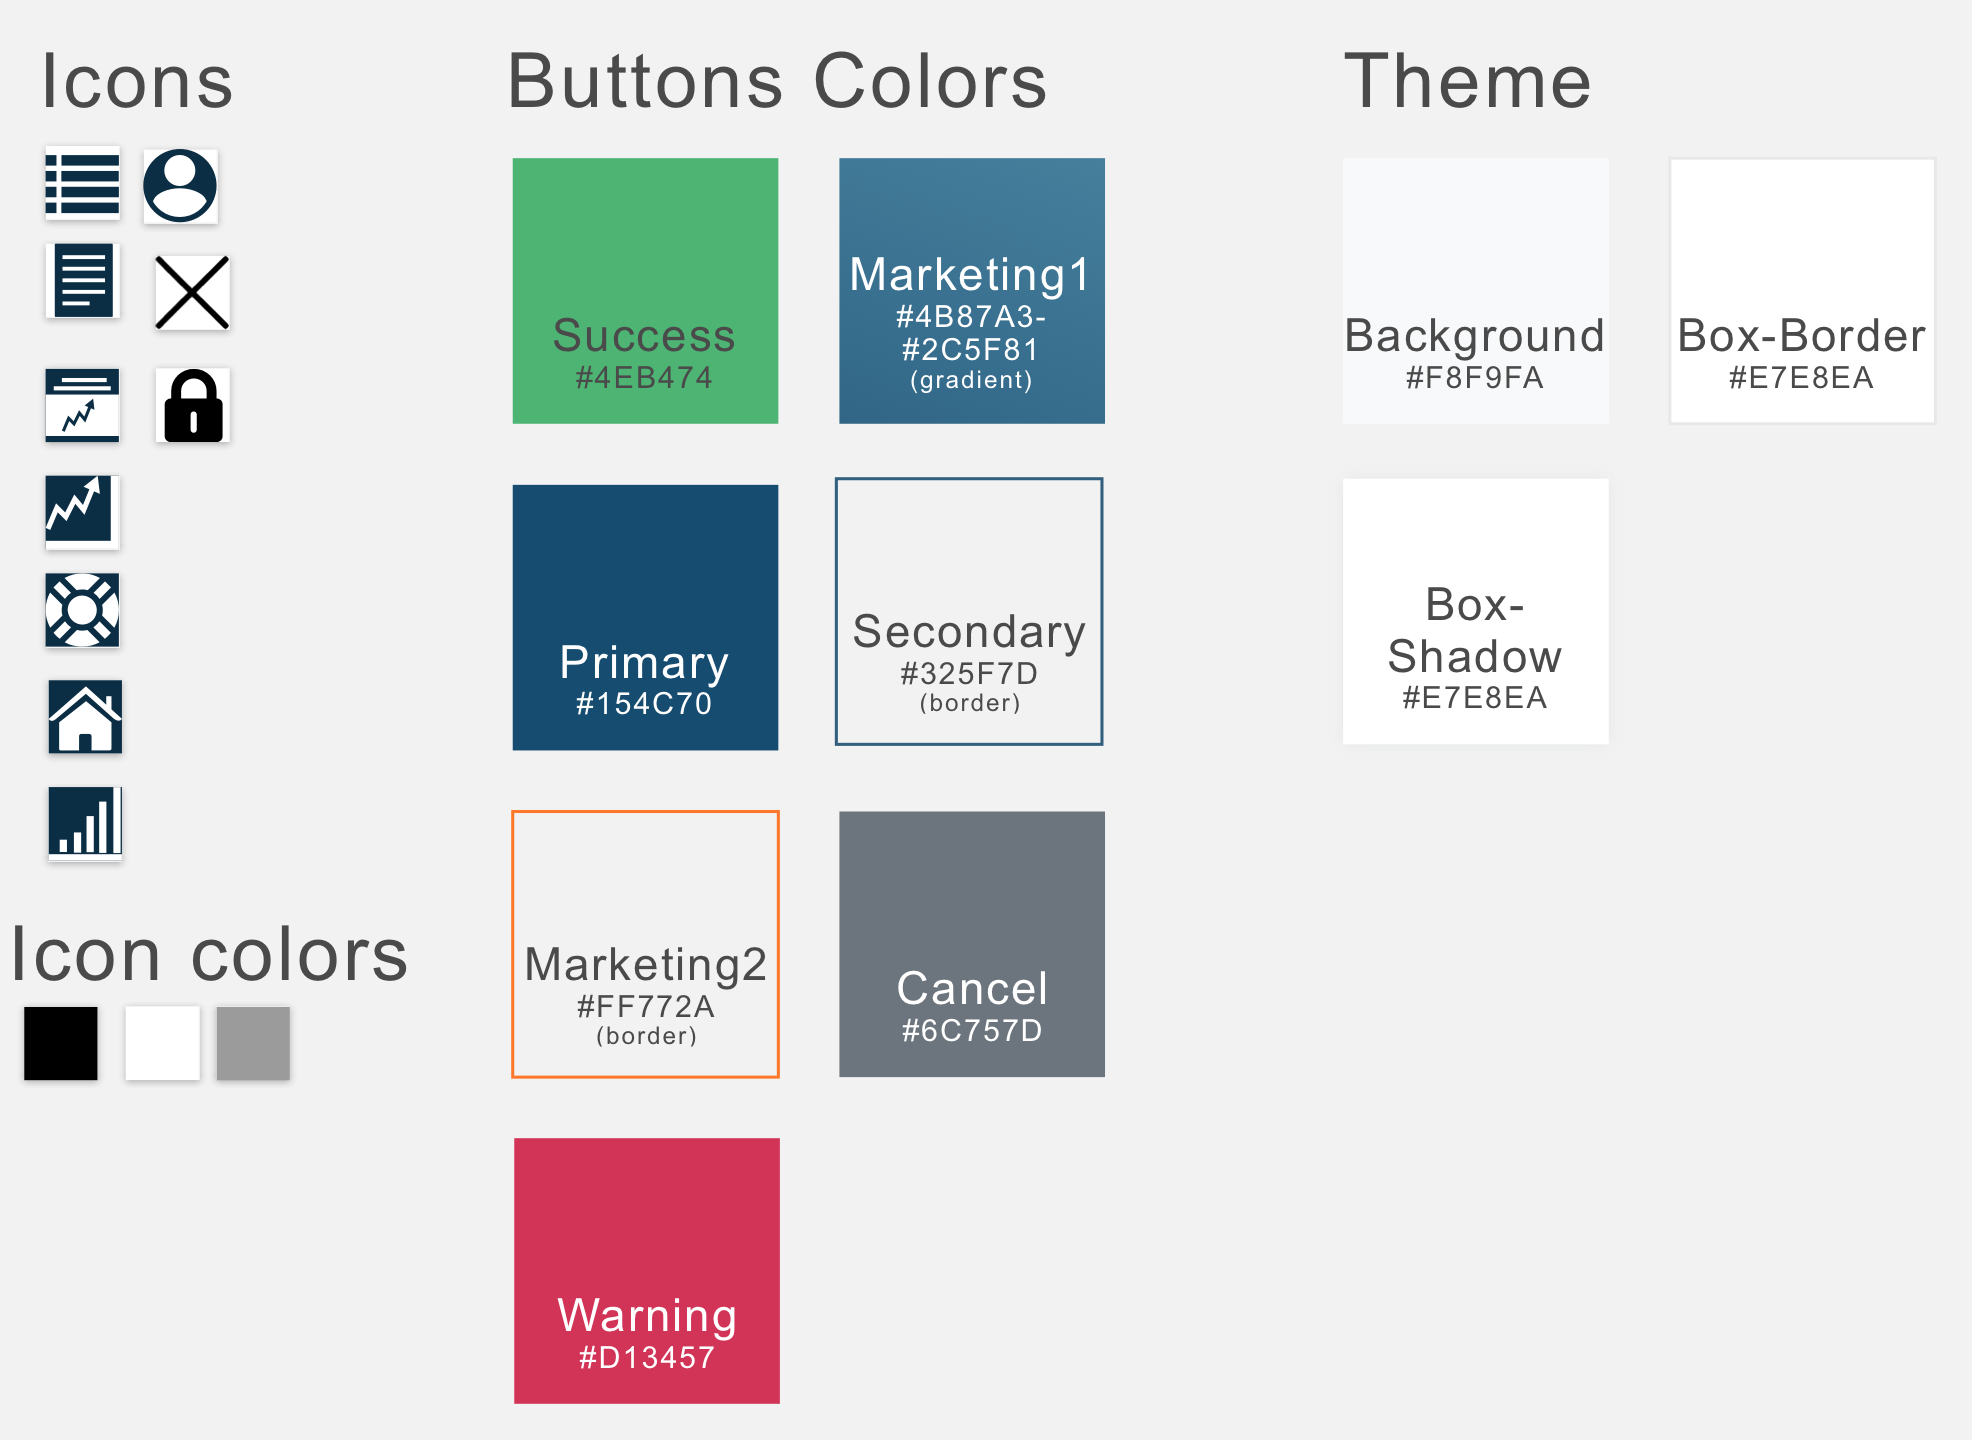 Icons
Buttons Colors
Theme
Success
#4EB474
Marketing1
#4B87A3-
#2C5F81
(gradient)
Background
#F8F9FA
Box-Border
#E7E8EA
Primary
#154C70
Secondary
#325F7D
(border)
Box-
Shadow
#E7E8EA
Icon colors
Marketing2
#FF772A
(border)
Cancel
#6C757D
Warning
#D13457